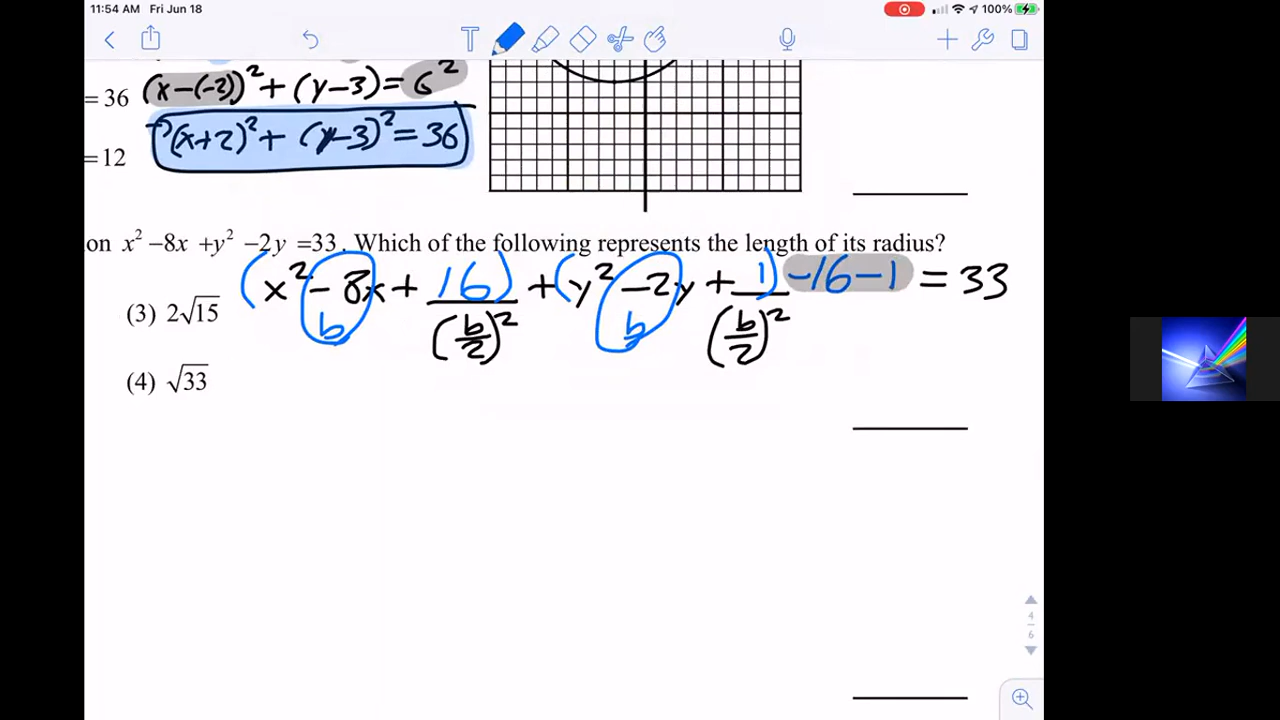 11:54 AM Fri Jun 18
100%
T
= 36 (x-(-2))² + (y-3) = 6²
(x+2)² + (y-3)² = 36
= 12
on x² -8x +y² -2y =33. Which of the following represents the length of its radius?
(x² - 8x + 16) + (y² - 2y + 1) -16 -1 = 33
(3) 2√15
b (b/2)² b (b/2)²
(4) √33
4
6